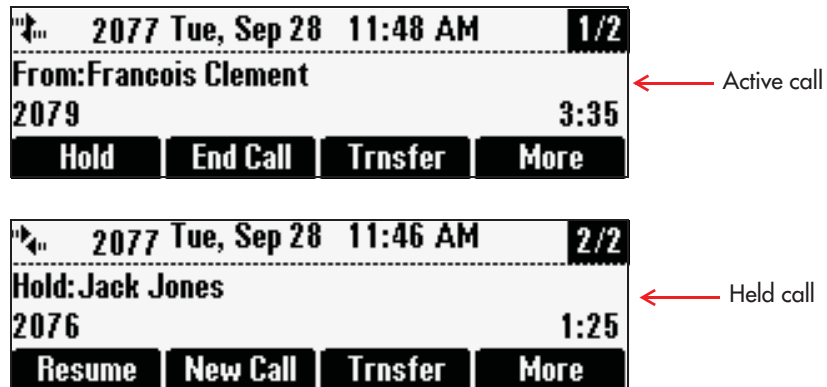 2077 Tue, Sep 28 11:48 AM 1/2
From:Francois Clement
2079 3:35
Hold End Call Trnsfer More
Active call
2077 Tue, Sep 28 11:46 AM 2/2
Hold:Jack Jones
2076 1:25
Resume New Call Trnsfer More
Held call